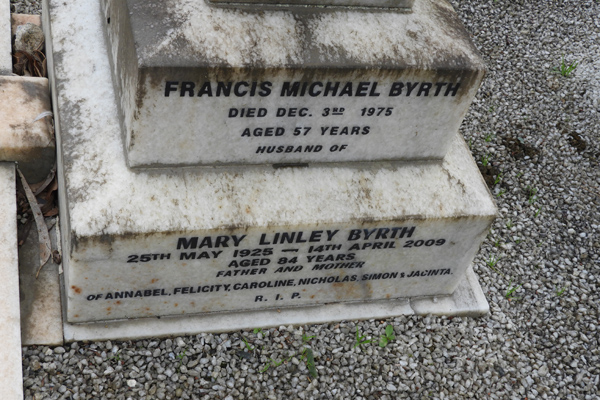 FRANCIS MICHAEL BYRTH
DIED DEC. 3RD 1975
AGED 57 YEARS
HUSBAND OF
MARY LINLEY BYRTH
25TH MAY 1925 — 14TH APRIL 2009
AGED 84 YEARS
FATHER AND MOTHER
OF ANNABEL, FELICITY, CAROLINE, NICHOLAS, SIMON & JACINTA.
R.I.P.